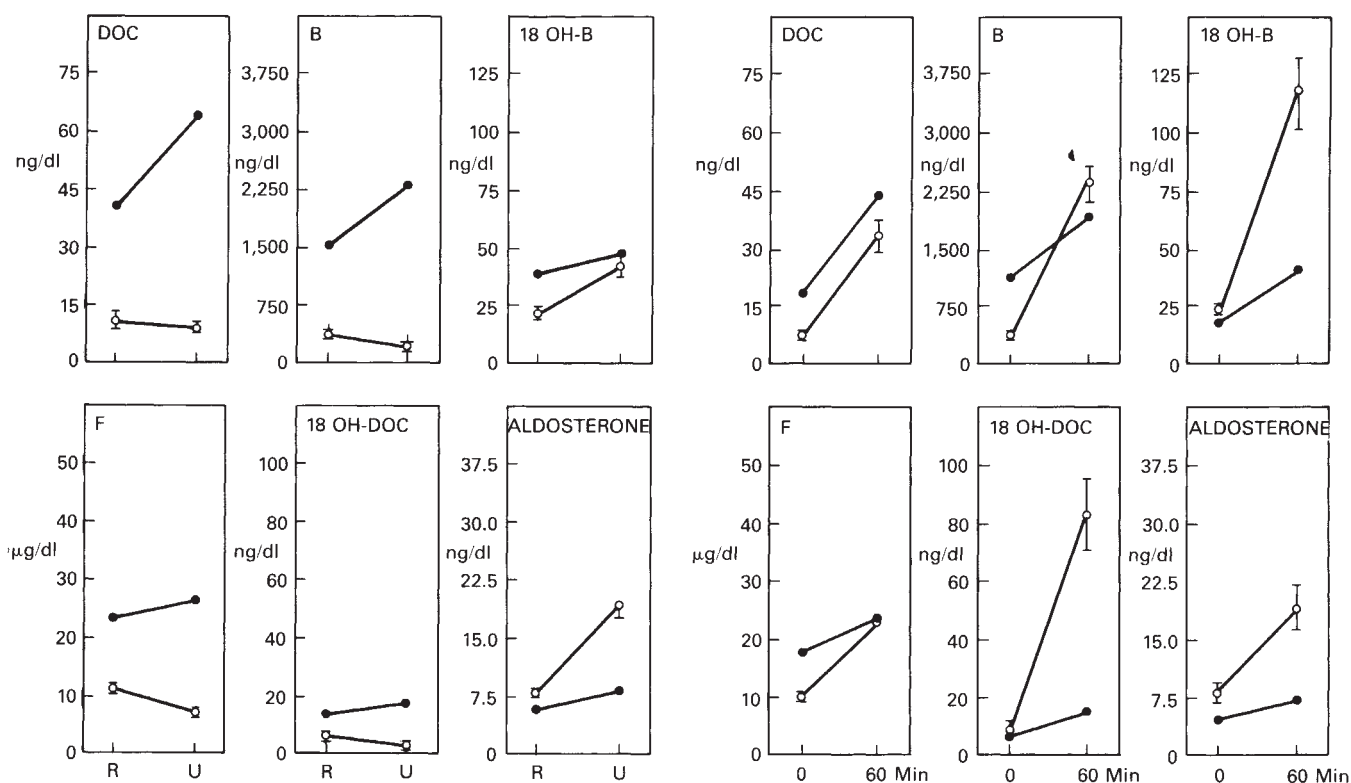 DOC
75
60
ng/dl
45
30
15
0
B
3,750
3,000
ng/dl
2,250
1,500
750
0
18 OH-B
125
100
ng/dl
75
50
25
0
DOC
75
60
ng/dl
45
30
15
0
B
3,750
3,000
ng/dl
2,250
1,500
750
0
18 OH-B
125
100
ng/dl
75
50
25
0
F
50
40
μg/dl
30
20
10
0
R U
18 OH-DOC
100
80
ng/dl
60
40
20
0
R U
ALDOSTERONE
37.5
30.0
ng/dl
22.5
15.0
7.5
0
R U
F
50
40
μg/dl
30
20
10
0
0 60 Min
18 OH-DOC
100
80
ng/dl
60
40
20
0
0 60 Min
ALDOSTERONE
37.5
30.0
ng/dl
22.5
15.0
7.5
0
0 60 Min